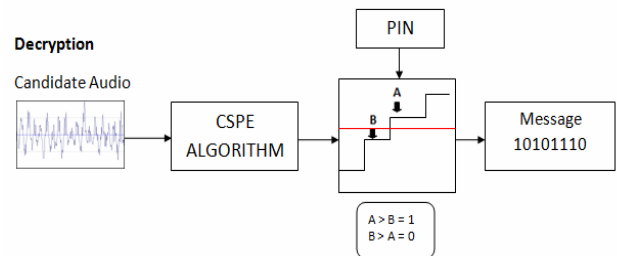 Decryption
PIN
Candidate Audio
CSPE
ALGORITHM
A
B
Message
10101110
A > B = 1
B > A = 0